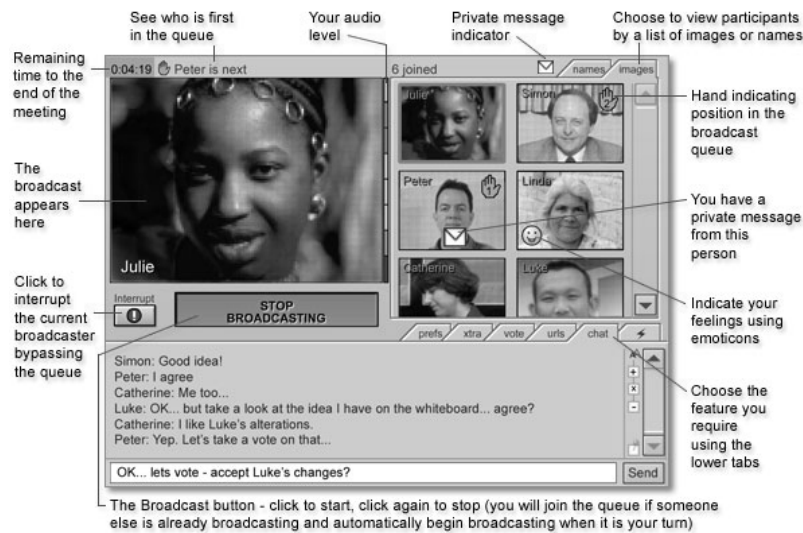 See who is first
in the queue
Your audio
level
Private message
indicator
Choose to view participants
by a list of images or names
Remaining
time to the
end of the
meeting
0:04:19 Peter is next
6 joined
names
images
Julie
Simon
2
Hand indicating
position in the
broadcast
queue
The
broadcast
appears
here
Peter
1
Linda
You have a
private message
from this
person
Julie
Catherine
Luke
Click to
interrupt
the current
broadcaster
bypassing
the queue
Interrupt
STOP
BROADCASTING
Indicate your
feelings using
emoticons
prefs
xtra
vote
urls
chat
Simon: Good idea!
Peter: I agree
Catherine: Me too...
Luke: OK... but take a look at the idea I have on the whiteboard... agree?
Catherine: I like Luke's alterations.
Peter: Yep. Let's take a vote on that...
Choose the
feature you
require
using the
lower tabs
OK... lets vote - accept Luke's changes?
Send
The Broadcast button - click to start, click again to stop (you will join the queue if someone
else is already broadcasting and automatically begin broadcasting when it is your turn)